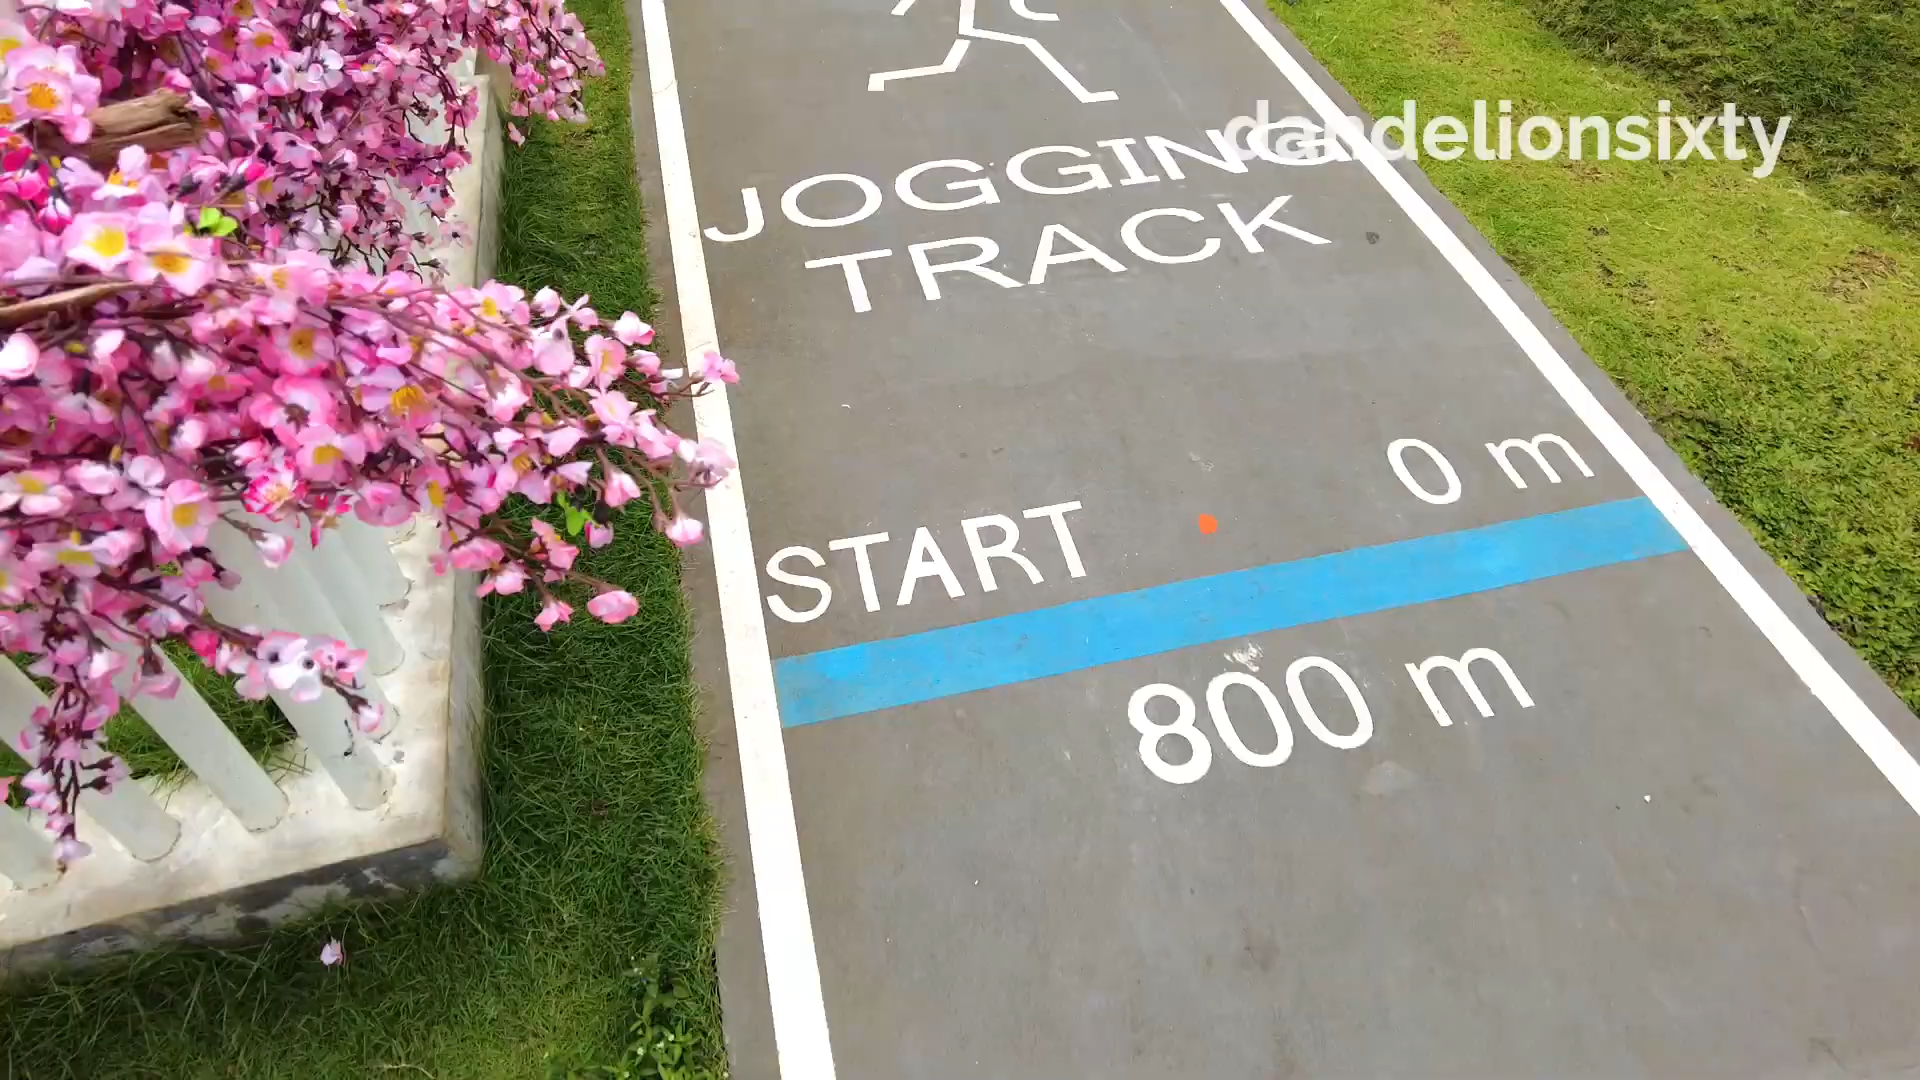 dandelionsixty
JOGGING
TRACK
0 m
START
800 m